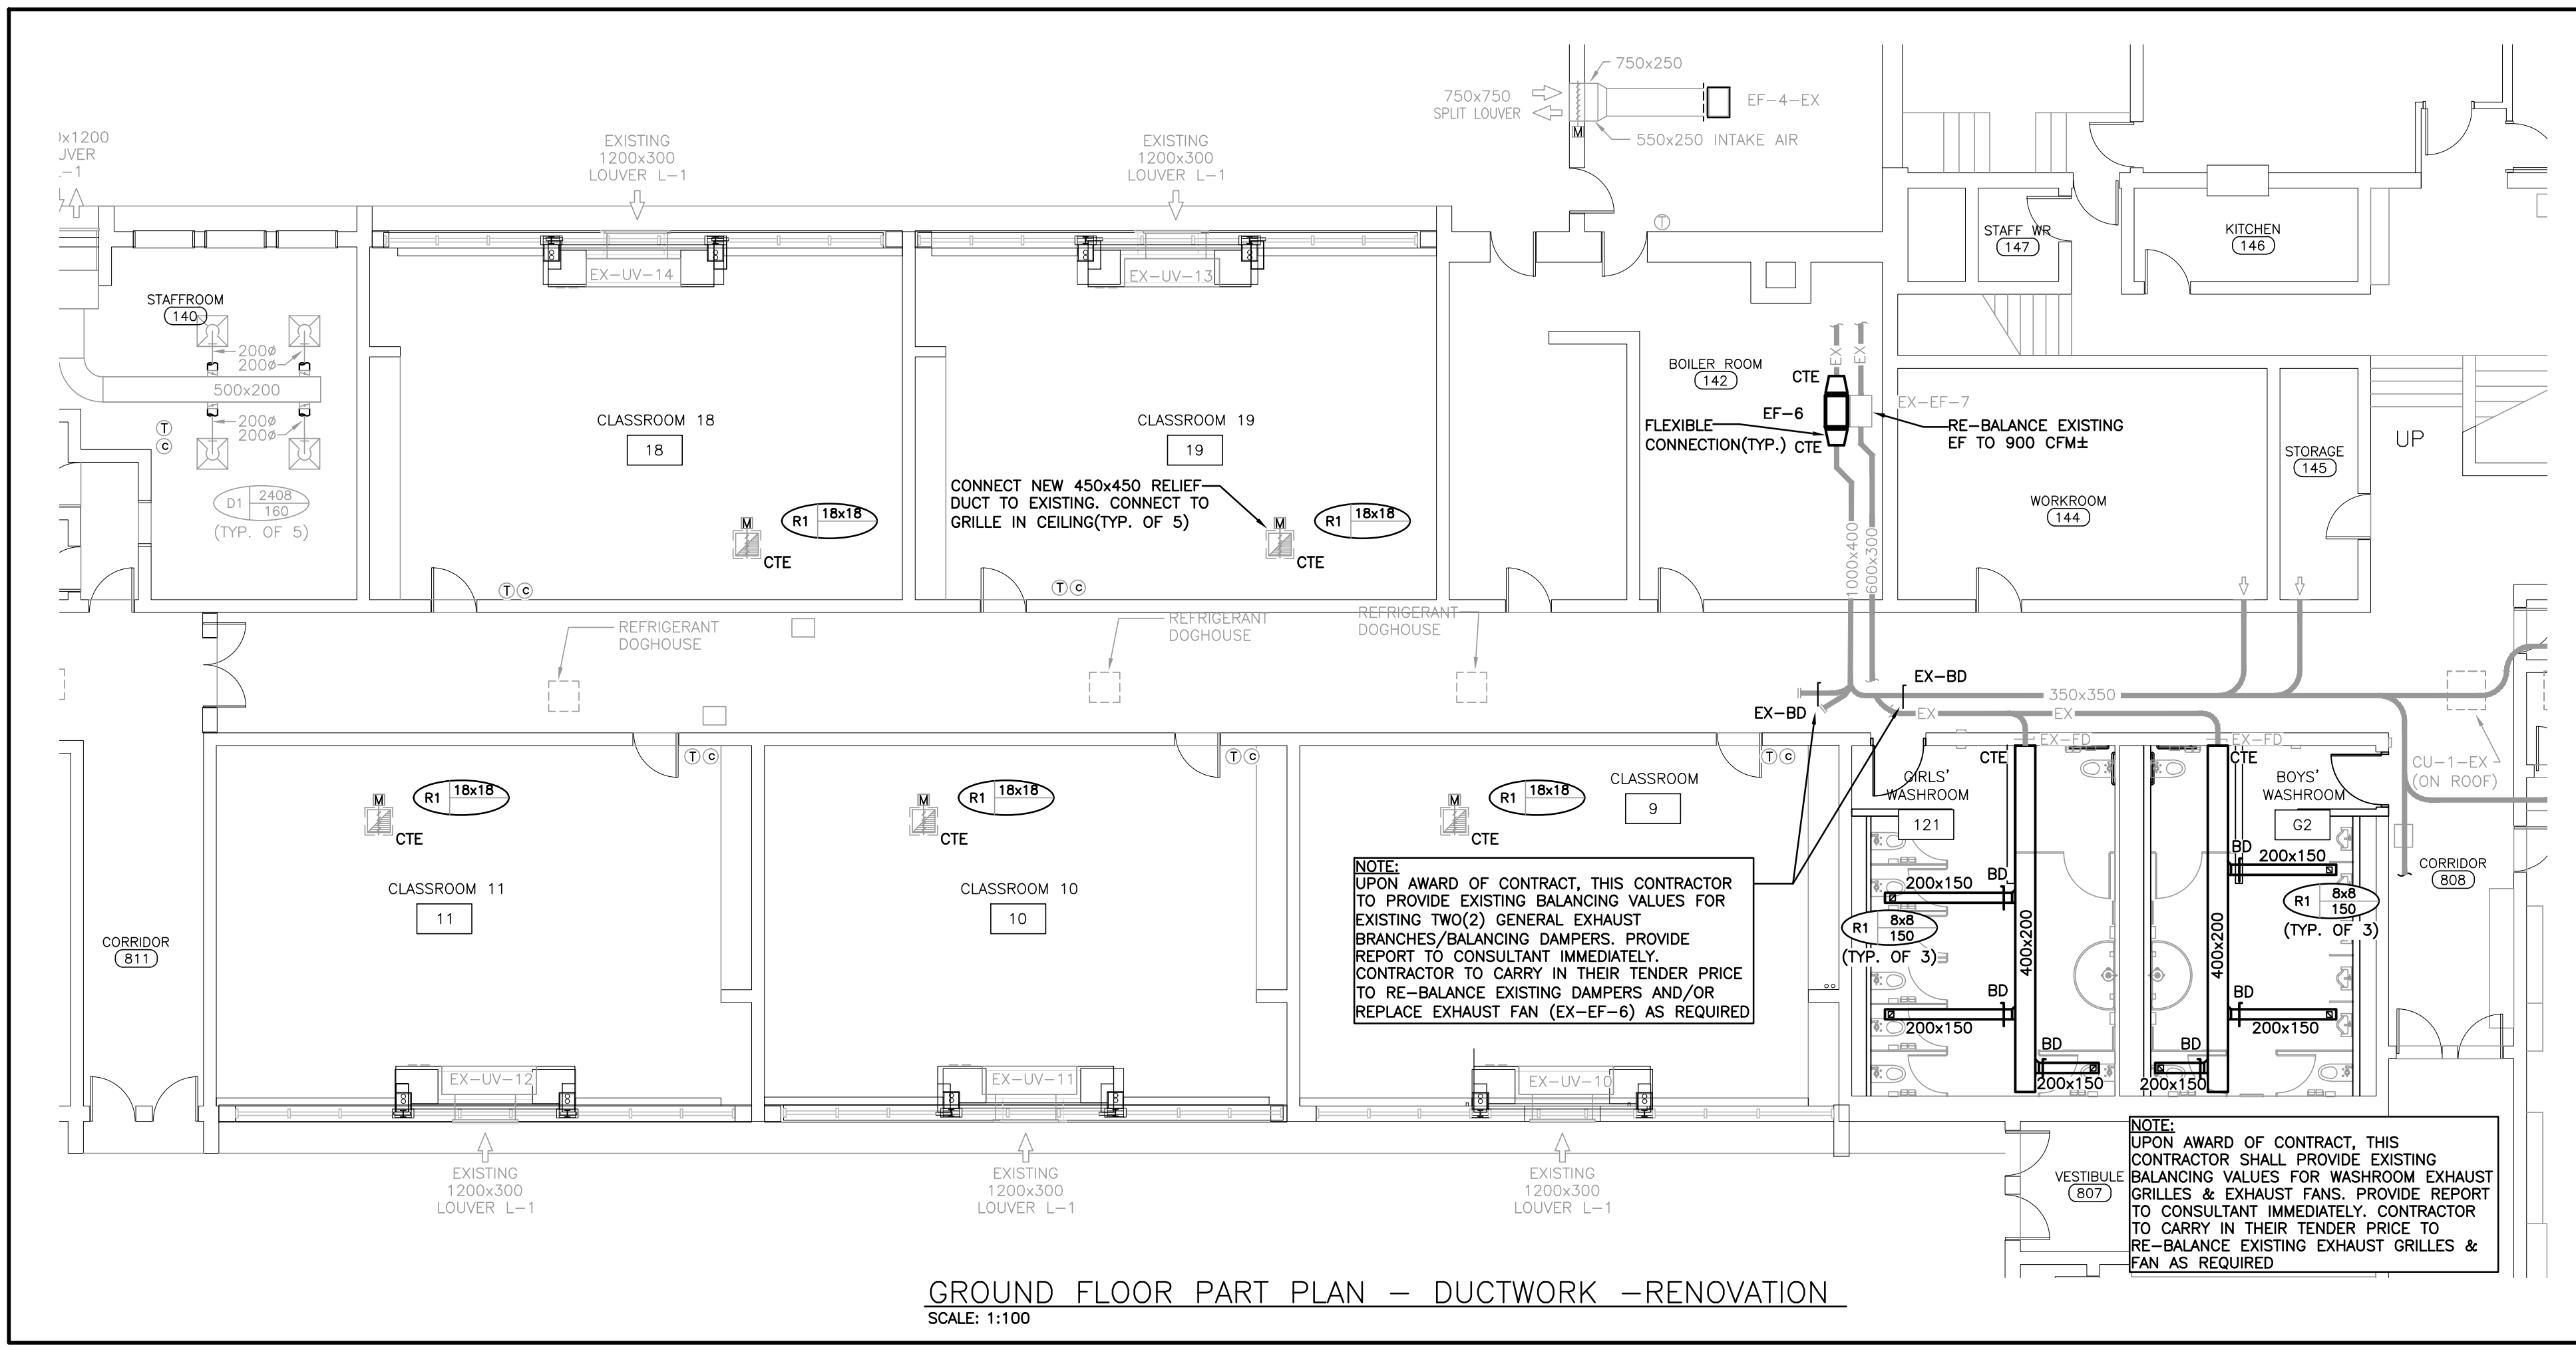 750x250
750x750
SPLIT LOUVER
EF-4-EX
M
550x250 INTAKE AIR
x1200
EXISTING
1200x300
LOUVER L-1
EXISTING
1200x300
LOUVER L-1
T
STAFF WR
147
KITCHEN
146
EX-UV-14
EX-UV-13
STAFFROOM
140
200ø
200ø
500x200
200ø
200ø
T
C
D1
2408
160
(TYP. OF 5)
CLASSROOM 18
18
CLASSROOM 19
19
CONNECT NEW 450x450 RELIEF
DUCT TO EXISTING. CONNECT TO
GRILLE IN CEILING(TYP. OF 5)
R1
18x18
M
CTE
R1
18x18
M
CTE
T C
T C
BOILER ROOM
142
EX
EX
CTE
EF-6
EX-EF-7
FLEXIBLE
CONNECTION(TYP.)
CTE
RE-BALANCE EXISTING
EF TO 900 CFM±
1000x400
600x300
WORKROOM
144
STORAGE
145
UP
REFRIGERANT
DOGHOUSE
REFRIGERANT
DOGHOUSE
REFRIGERANT
DOGHOUSE
EX-BD
350x350
EX-BD
EX
EX
EX-FD
EX-FD
CU-1-EX
(ON ROOF)
T C
T C
T C
R1
18x18
M
CTE
CLASSROOM 11
11
R1
18x18
M
CTE
CLASSROOM 10
10
R1
18x18
M
CTE
CLASSROOM
9
NOTE:
UPON AWARD OF CONTRACT, THIS CONTRACTOR
TO PROVIDE EXISTING BALANCING VALUES FOR
EXISTING TWO(2) GENERAL EXHAUST
BRANCHES/BALANCING DAMPERS. PROVIDE
REPORT TO CONSULTANT IMMEDIATELY.
CONTRACTOR TO CARRY IN THEIR TENDER PRICE
TO RE-BALANCE EXISTING DAMPERS AND/OR
REPLACE EXHAUST FAN (EX-EF-6) AS REQUIRED
CTE
GIRLS'
WASHROOM
121
CTE
BOYS'
WASHROOM
G2
200x150
BD
BD
200x150
R1
8x8
150
(TYP. OF 3)
R1
8x8
150
(TYP. OF 3)
400x200
400x200
BD
200x150
BD
200x150
BD
200x150
BD
200x150
CORRIDOR
808
CORRIDOR
811
EX-UV-12
EX-UV-11
EX-UV-10
EXISTING
1200x300
LOUVER L-1
EXISTING
1200x300
LOUVER L-1
EXISTING
1200x300
LOUVER L-1
VESTIBULE
807
NOTE:
UPON AWARD OF CONTRACT, THIS
CONTRACTOR SHALL PROVIDE EXISTING
BALANCING VALUES FOR WASHROOM EXHAUST
GRILLES & EXHAUST FANS. PROVIDE REPORT
TO CONSULTANT IMMEDIATELY. CONTRACTOR
TO CARRY IN THEIR TENDER PRICE TO
RE-BALANCE EXISTING EXHAUST GRILLES &
FAN AS REQUIRED
GROUND FLOOR PART PLAN - DUCTWORK -RENOVATION
SCALE: 1:100